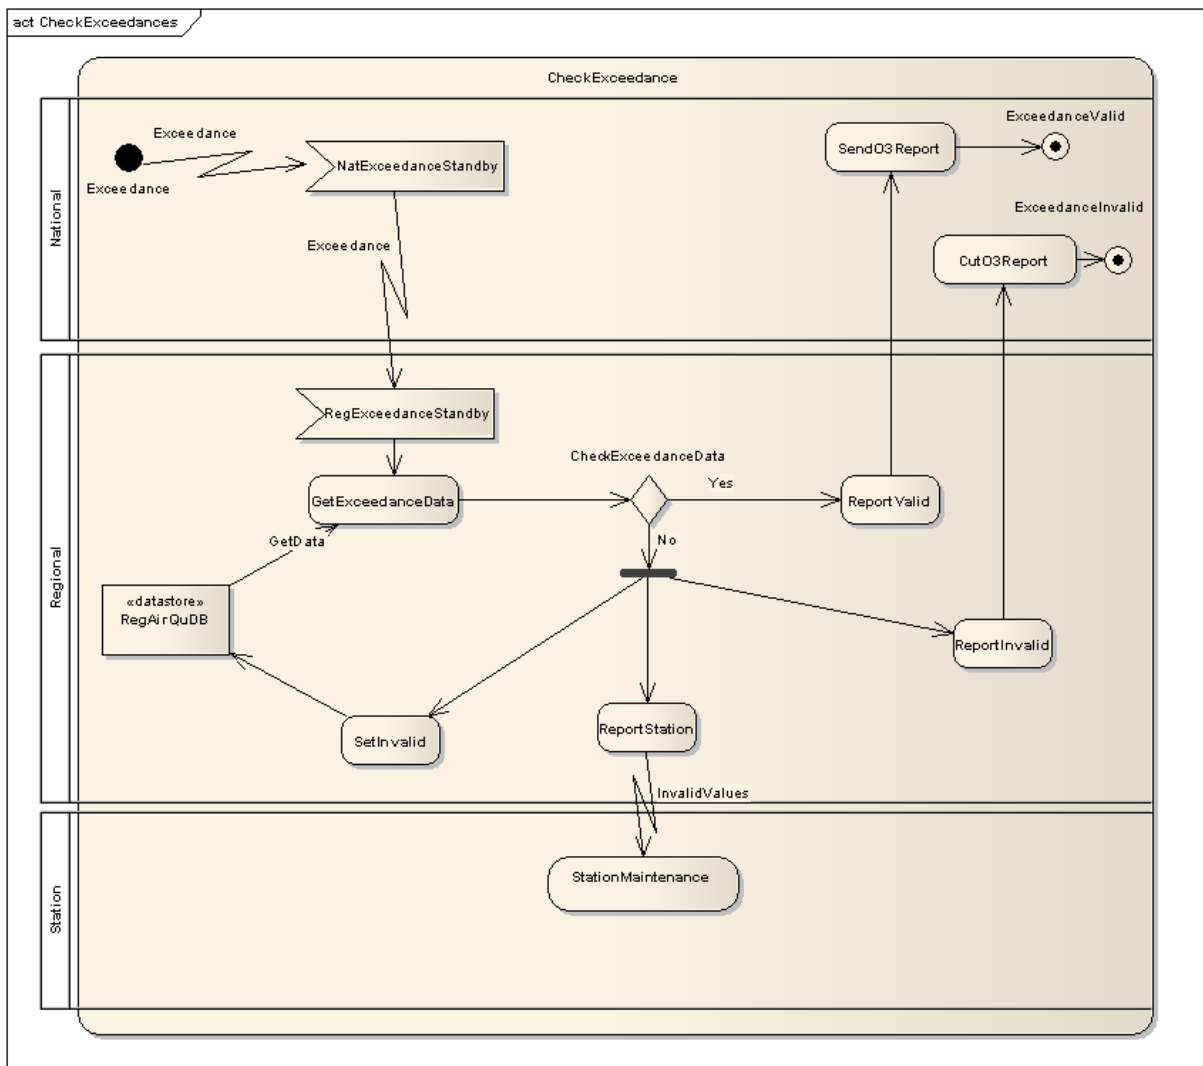 act CheckExceedances
CheckExceedance
National
Exceedance
Exceedance
NatExceedanceStandby
Exceedance
SendO3Report
ExceedanceValid
ExceedanceInvalid
CutO3Report
Regional
RegExceedanceStandby
GetExceedanceData
CheckExceedanceData
Yes
ReportValid
No
GetData
«datastore»
RegAirQuDB
SetInvalid
ReportStation
ReportInvalid
InvalidValues
Station
StationMaintenance